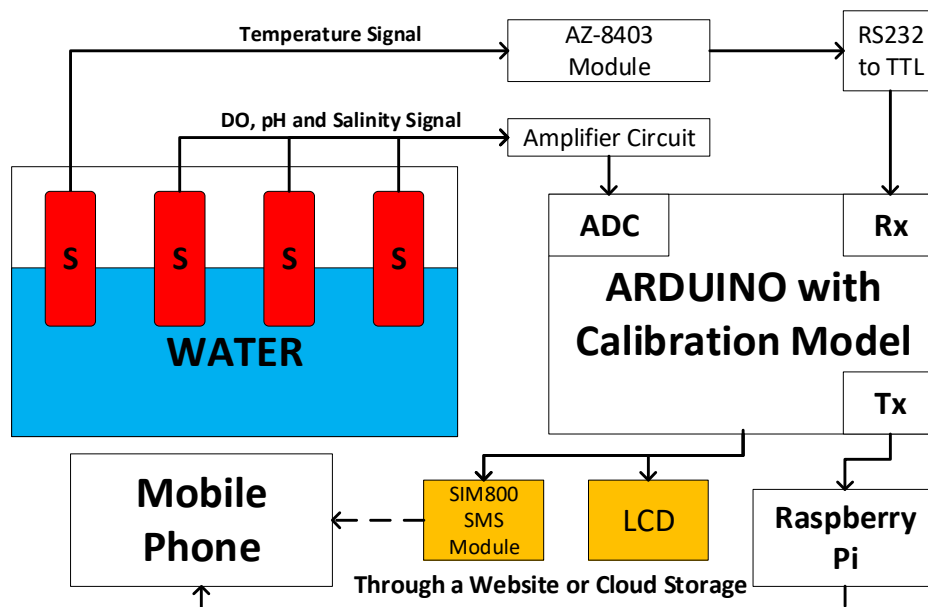 Temperature Signal
AZ-8403
Module
RS232
to TTL
DO, pH and Salinity Signal
Amplifier Circuit
ADC
Rx
S
S
S
S
ARDUINO with
Calibration Model
WATER
Tx
Mobile
Phone
SIM800
SMS
Module
LCD
Raspberry
Pi
Through a Website or Cloud Storage